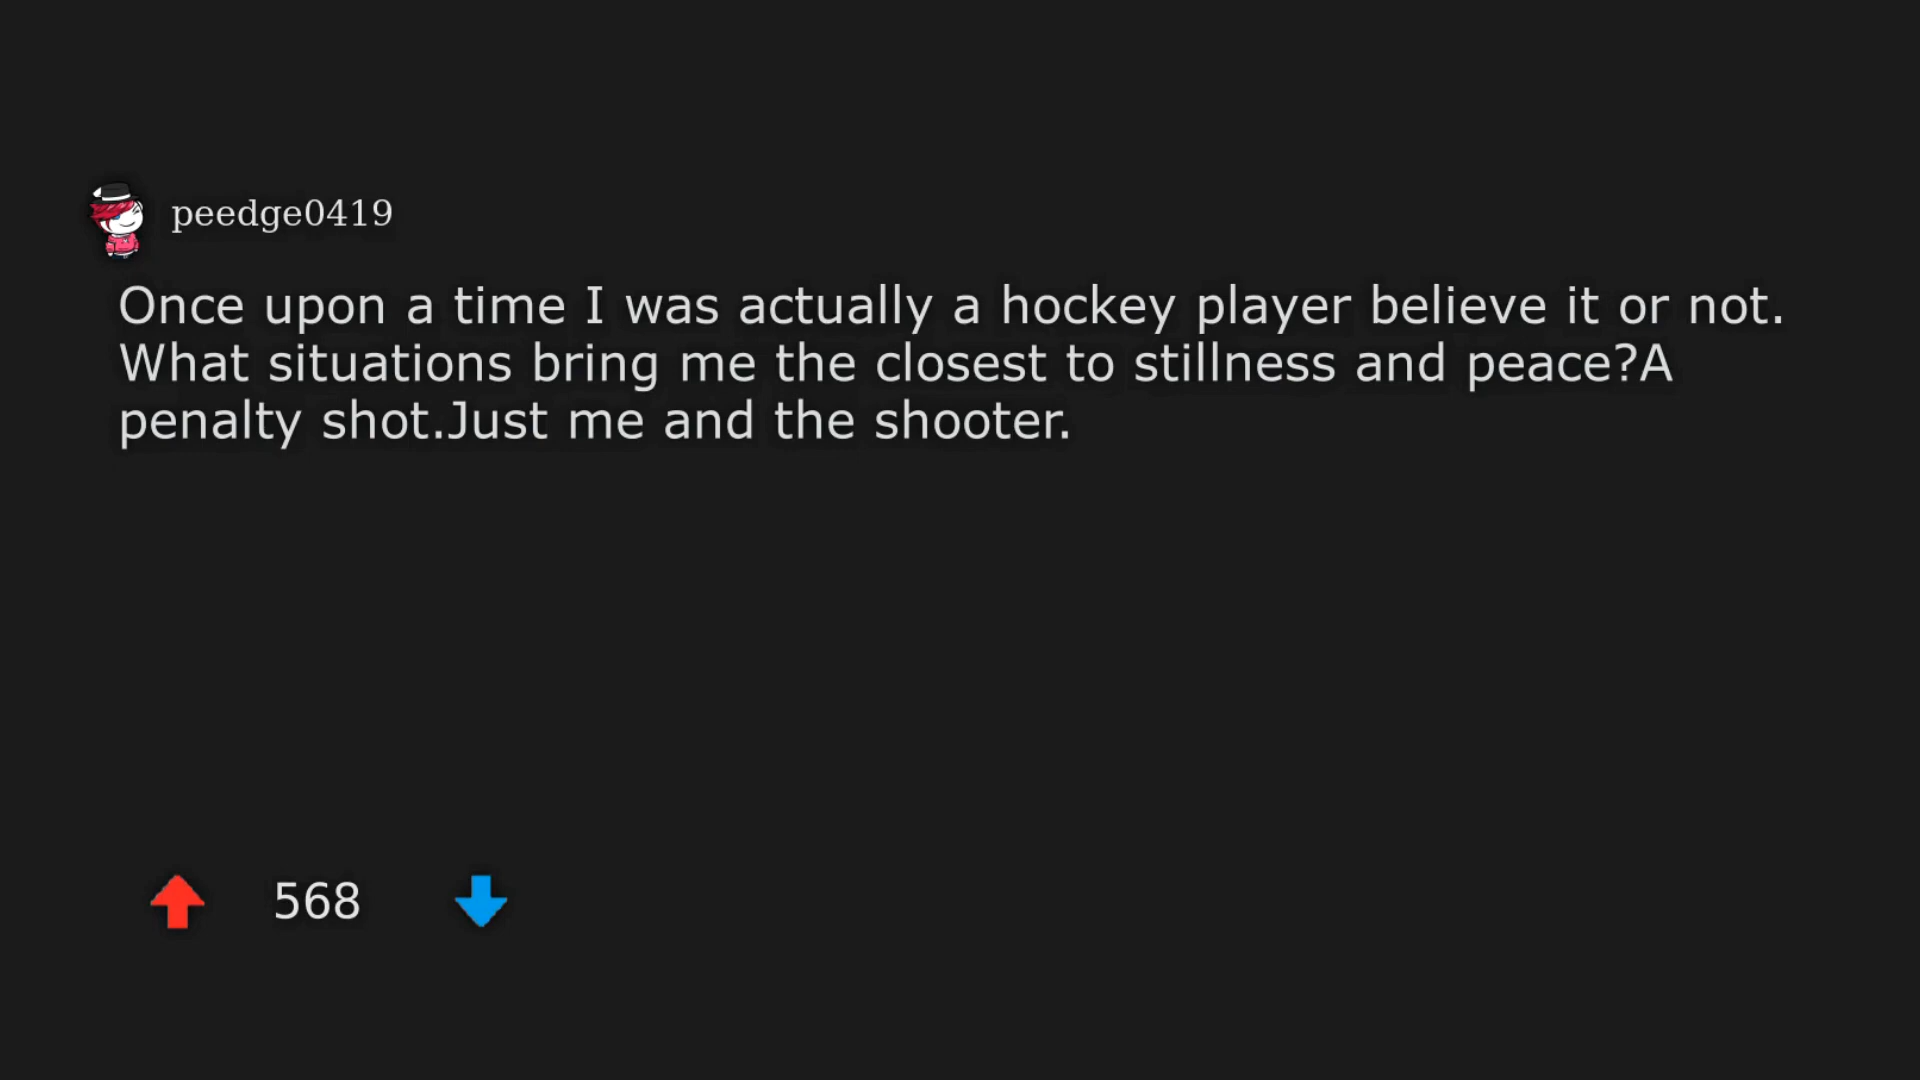 peedge0419
Once upon a time I was actually a hockey player believe it or not.
What situations bring me the closest to stillness and peace?A
penalty shot.Just me and the shooter.
568